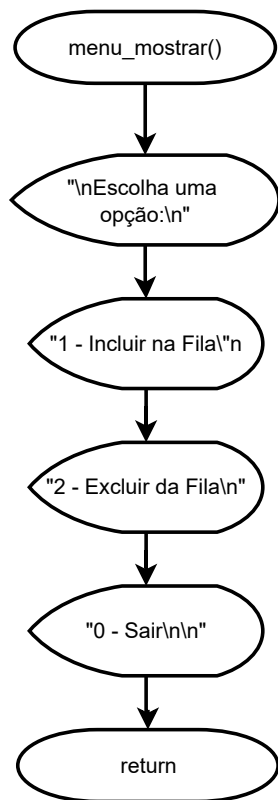 menu_mostrar()
"\nEscolha uma
opção:\n"
"1 - Incluir na Fila\"n
"2 - Excluir da Fila\n"
"0 - Sair\n\n"
return